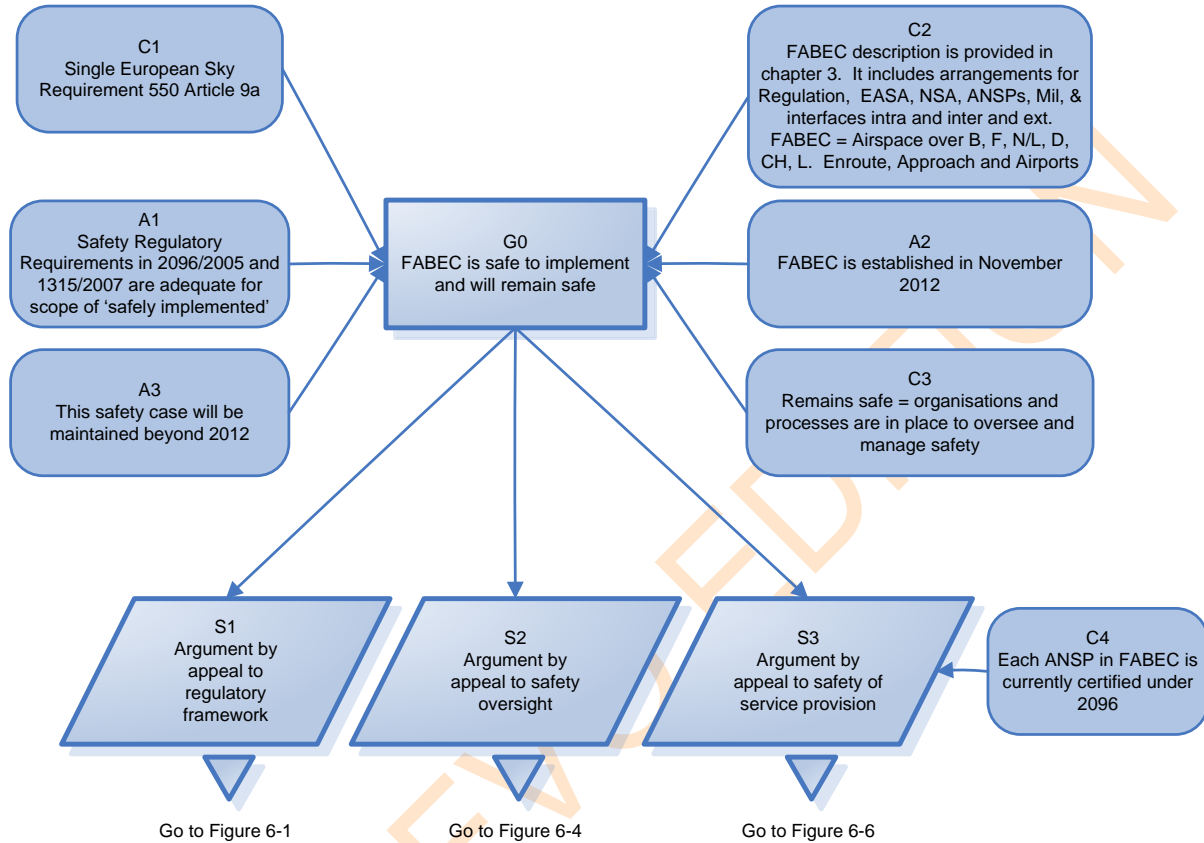 C1
Single European Sky
Requirement 550 Article 9a
C2
FABEC description is provided in
chapter 3. It includes arrangements for
Regulation, EASA, NSA, ANSPs, Mil, &
interfaces intra and inter and ext.
FABEC = Airspace over B, F, N/L, D,
CH, L. Enroute, Approach and Airports
A1
Safety Regulatory
Requirements in 2096/2005 and
1315/2007 are adequate for
scope of ‘safely implemented’
G0
FABEC is safe to implement
and will remain safe
A2
FABEC is established in November
2012
A3
This safety case will be
maintained beyond 2012
C3
Remains safe = organisations and
processes are in place to oversee and
manage safety
S1
Argument by
appeal to
regulatory
framework
S2
Argument by
appeal to safety
oversight
S3
Argument by
appeal to safety of
service provision
C4
Each ANSP in FABEC is
currently certified under
2096
Go to Figure 6-1
Go to Figure 6-4
Go to Figure 6-6